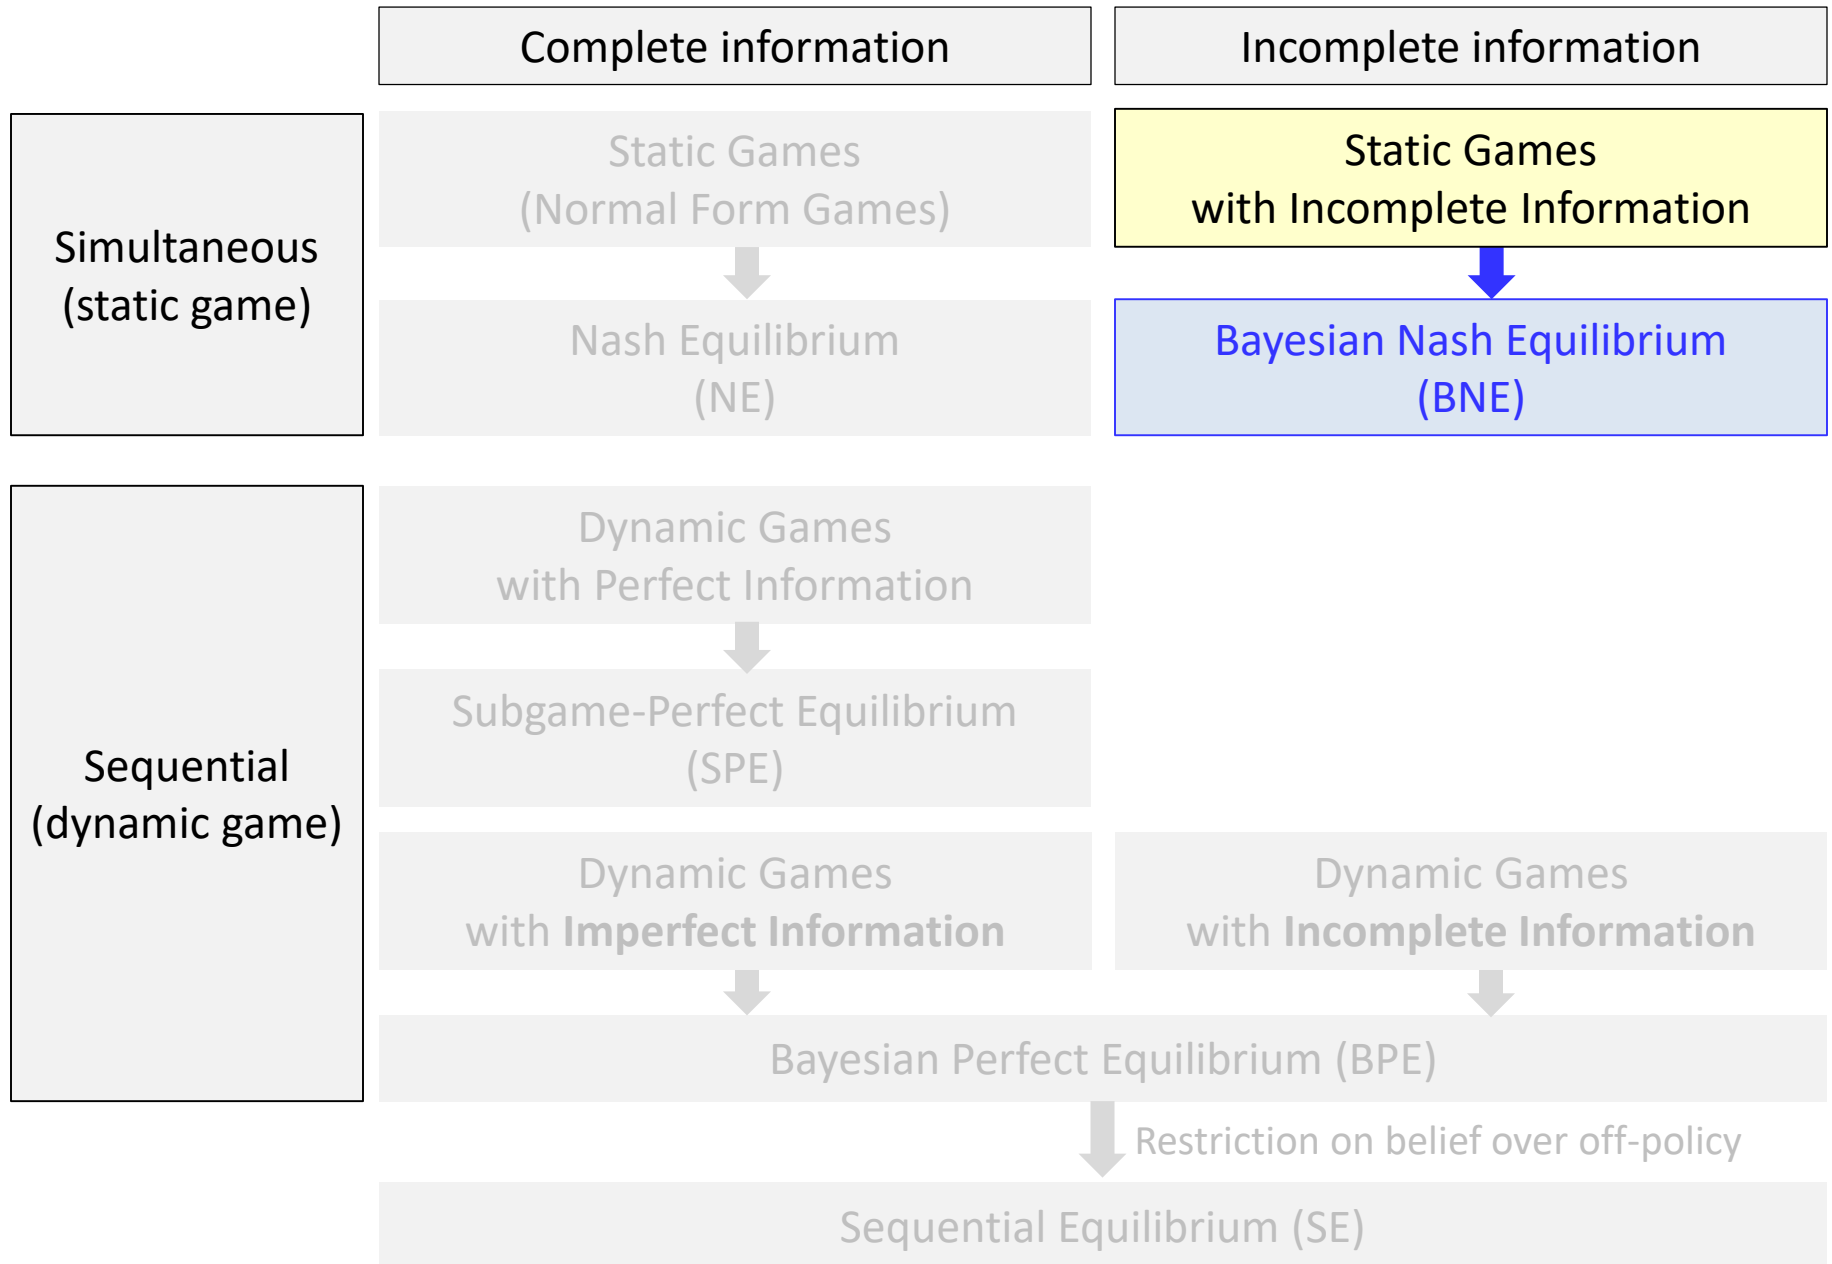 Complete information
Incomplete information
Simultaneous
(static game)
Static Games
(Normal Form Games)
Static Games
with Incomplete Information
Nash Equilibrium
(NE)
Bayesian Nash Equilibrium
(BNE)
Sequential
(dynamic game)
Dynamic Games
with Perfect Information
Subgame-Perfect Equilibrium
(SPE)
Dynamic Games
with Imperfect Information
Dynamic Games
with Incomplete Information
Bayesian Perfect Equilibrium (BPE)
Restriction on belief over off-policy
Sequential Equilibrium (SE)